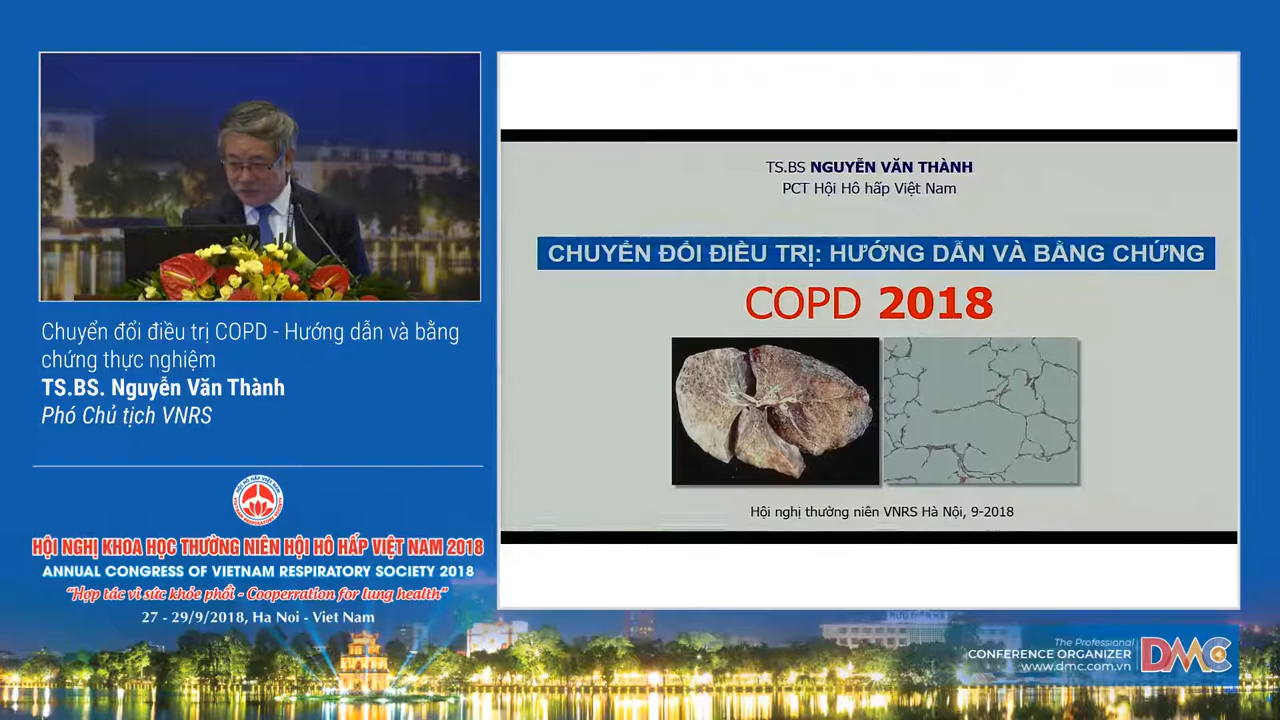 Chuyển đổi điều trị COPD - Hướng dẫn và bằng
chứng thực nghiệm
TS.BS. Nguyễn Văn Thành
Phó Chủ tịch VNRS
HỘI HÔ HẤP VIỆT NAM
HỘI NGHỊ KHOA HỌC THƯỜNG NIÊN HỘI HÔ HẤP VIỆT NAM 2018
ANNUAL CONGRESS OF VIETNAM RESPIRATORY SOCIETY 2018
“Hợp tác vì sức khỏe phổi - Cooperration for lung health”
27 - 29/9/2018, Ha Noi - Viet Nam
TS.BS NGUYỄN VĂN THÀNH
PCT Hội Hô hấp Việt Nam
CHUYỂN ĐỔI ĐIỀU TRỊ: HƯỚNG DẪN VÀ BẰNG CHỨNG
COPD 2018
Hội nghị thường niên VNRS Hà Nội, 9-2018
The Professional
CONFERENCE ORGANIZER
www.dmc.com.vn
DMC